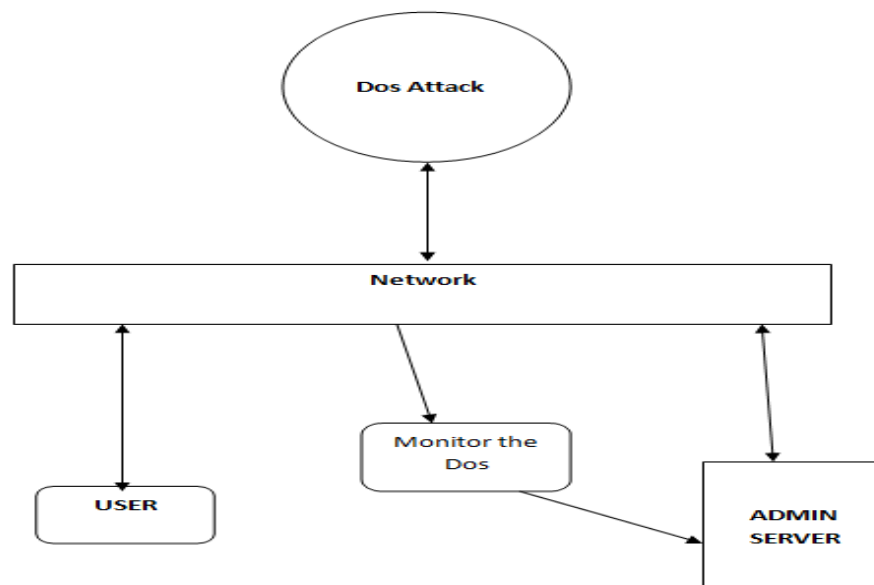 Dos Attack
Network
Monitor the
Dos
USER
ADMIN
SERVER